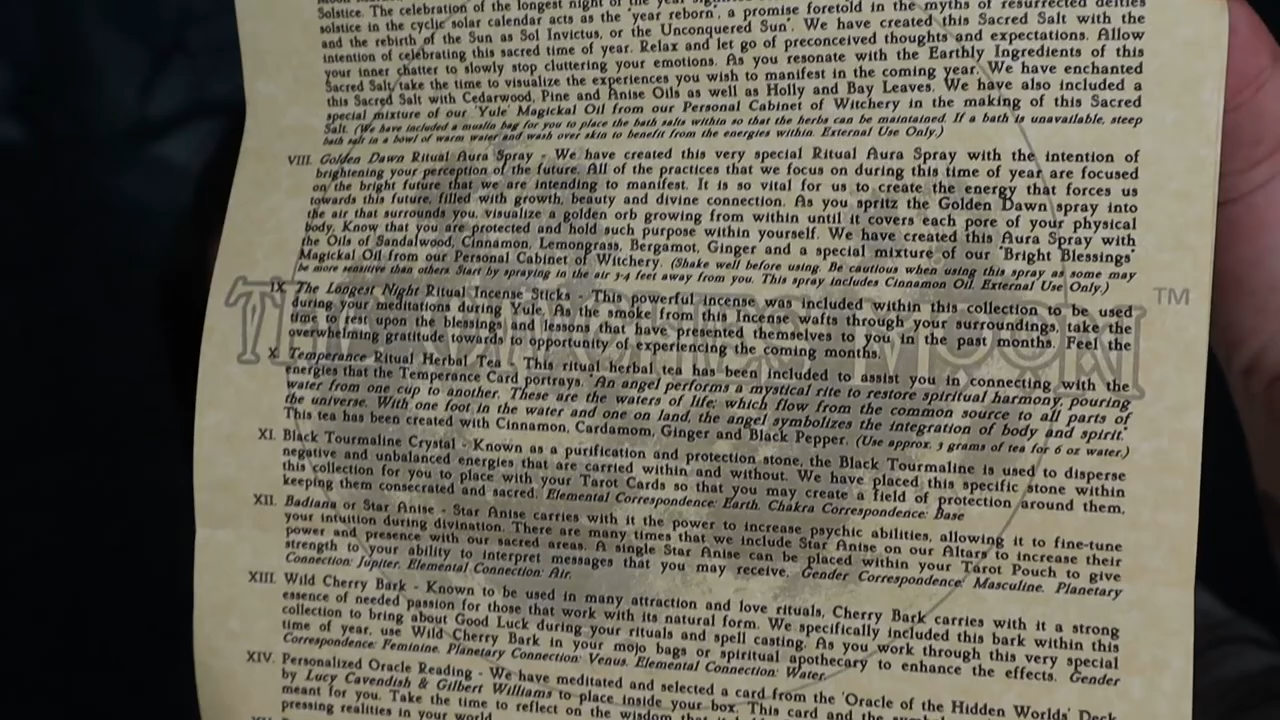 Solstice. The celebration of the longest night of the year
solstice in the cyclic solar calendar acts as the 'year reborn', a promise foretold in the myths of resurrected deities
and the rebirth of the Sun as Sol Invictus, or the Unconquered Sun'. We have created this Sacred Salt with the
intention of celebrating this sacred time of year. Relax and let go of preconceived thoughts and expectations. Allow
your inner chatter to slowly stop cluttering your emotions. As you resonate with the Earthly Ingredients of this
Sacred Salt, take the time to visualize the experiences you wish to manifest in the coming year. We have enchanted
this Sacred Salt with Cedarwood, Pine and Anise Oils as well as Holly and Bay Leaves. We have also included a
special mixture of our 'Yule' Magickal Oil from our Personal Cabinet of Witchery in the making of this Sacred
Salt. (We have included a muslin bag for you to place the bath salts within so that the herbs can be maintained. If a bath is unavailable, steep
bath salt in a bowl of warm water and wash over skin to benefit from the energies within. External Use Only.)
VIII. Golden Dawn Ritual Aura Spray - We have created this very special Ritual Aura Spray with the intention of
brightening your perception of the future. All of the practices that we focus on during this time of year are focused
on the bright future that we are intending to manifest. It is so vital for us to create the energy that forces us
towards this future, filled with growth, beauty and divine connection. As you spritz the Golden Dawn spray into
the air that surrounds you, visualize a golden orb growing from within until it covers each pore of your physical
body. Know that you are protected and hold such purpose within yourself. We have created this Aura Spray with
the Oils of Sandalwood, Cinnamon, Lemongrass, Bergamot, Ginger and a special mixture of our 'Bright Blessings'
Magickal Oil from our Personal Cabinet of Witchery. (Shake well before using. Be cautious when using this spray as some may
be more sensitive than others. Start by spraying in the air 3-4 feet away from you. This spray includes Cinnamon Oil. External Use Only.)
IX. The Longest Night Ritual Incense Sticks - This powerful incense was included within this collection to be used
during your meditations during Yule. As the smoke from this Incense wafts through your surroundings, take the
time to rest upon the blessings and lessons that have presented themselves to you in the past months. Feel the
overwhelming gratitude towards to opportunity of experiencing the coming months.
TM
X. Temperance Ritual Herbal Tea - This ritual herbal tea has been included to assist you in connecting with the
energies that the Temperance Card portrays. "An angel performs a mystical rite to restore spiritual harmony, pouring
water from one cup to another. These are the waters of life; which flow from the common source to all parts of
the universe. With one foot in the water and one on land, the angel symbolizes the integration of body and spirit."
This tea has been created with Cinnamon, Cardamom, Ginger and Black Pepper. (Use approx. 3 grams of tea for 6 oz water.)
XI. Black Tourmaline Crystal - Known as a purification and protection stone, the Black Tourmaline is used to disperse
negative and unbalanced energies that are carried within and without. We have placed this specific stone within
this collection for you to place with your Tarot Cards so that you may create a field of protection around them,
keeping them consecrated and sacred. Elemental Correspondence: Earth. Chakra Correspondence: Base
XII. Badiana or Star Anise - Star Anise carries with it the power to increase psychic abilities, allowing it to fine-tune
your intuition during divination. There are many times that we include Star Anise on our Altars to increase their
power and presence with our sacred areas. A single Star Anise can be placed within your Tarot Pouch to give
strength to your ability to interpret messages that you may receive. Gender Correspondence: Masculine. Planetary
Connection: Jupiter. Elemental Connection: Air.
XIII. Wild Cherry Bark - Known to be used in many attraction and love rituals, Cherry Bark carries with it a strong
essence of needed passion for those that work with its natural form. We specifically included this bark within this
collection to bring about Good Luck during your rituals and spell casting. As you work through this very special
time of year, use Wild Cherry Bark in your mojo bags or spiritual apothecary to enhance the effects. Gender
Correspondence: Feminine. Planetary Connection: Venus. Elemental Connection: Water.
XIV. Personalized Oracle Reading - We have meditated and selected a card from the 'Oracle of the Hidden Worlds' Deck
by Lucy Cavendish & Gilbert Williams to place inside your box. This card and the
meant for you. Take the time to reflect on the wisdom that
pressing realities in your world